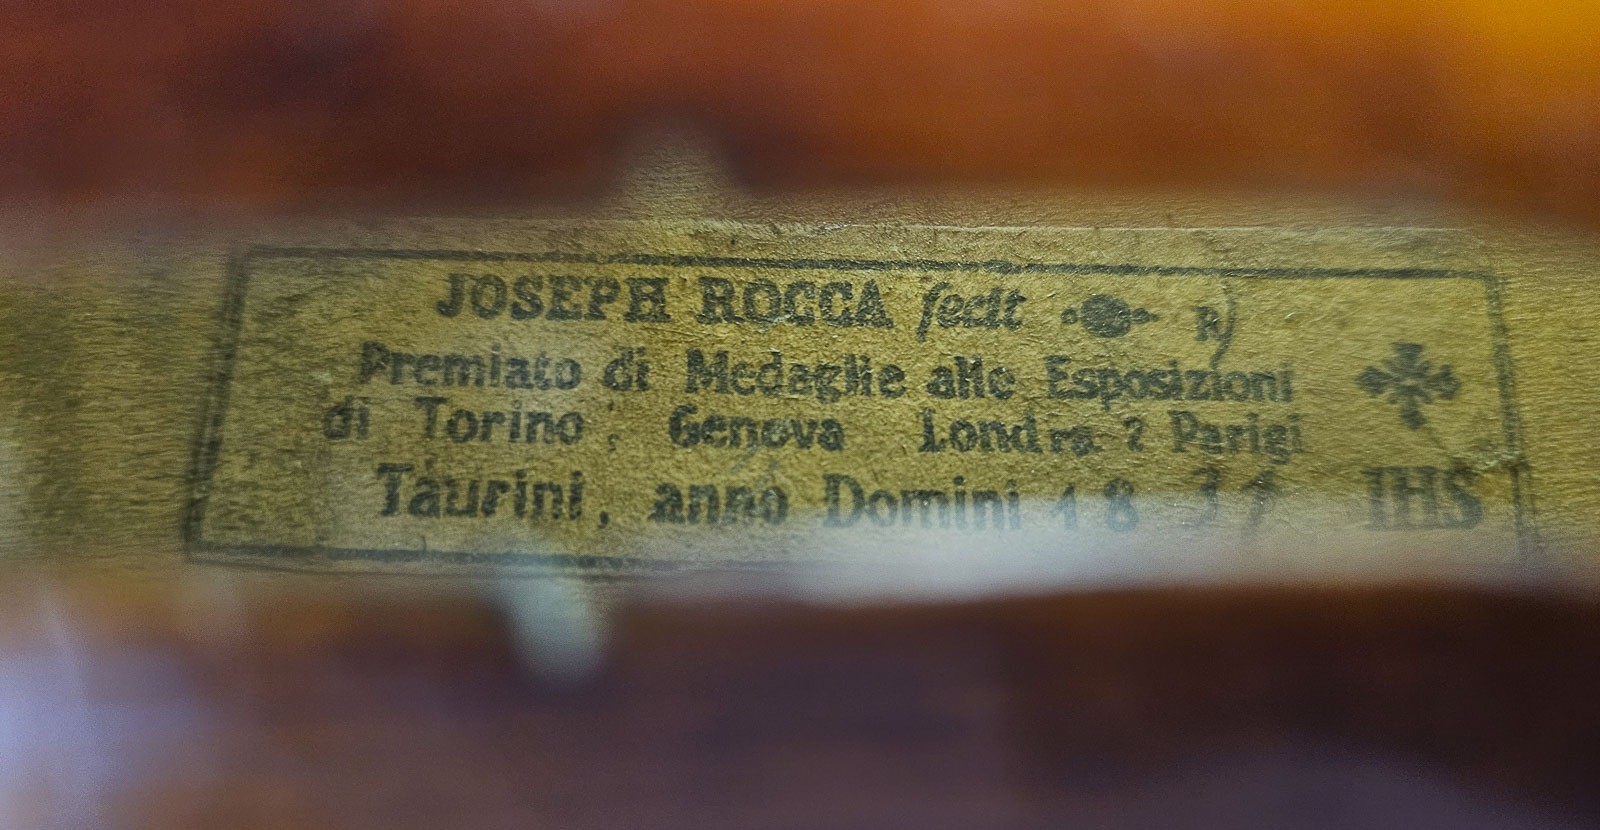 JOSEPH ROCCA fecit R)
Premiato di Medaglie alle Esposizioni
di Torino, Genova Londra ? Parigi
Taurini, anno Domini 18
IHS